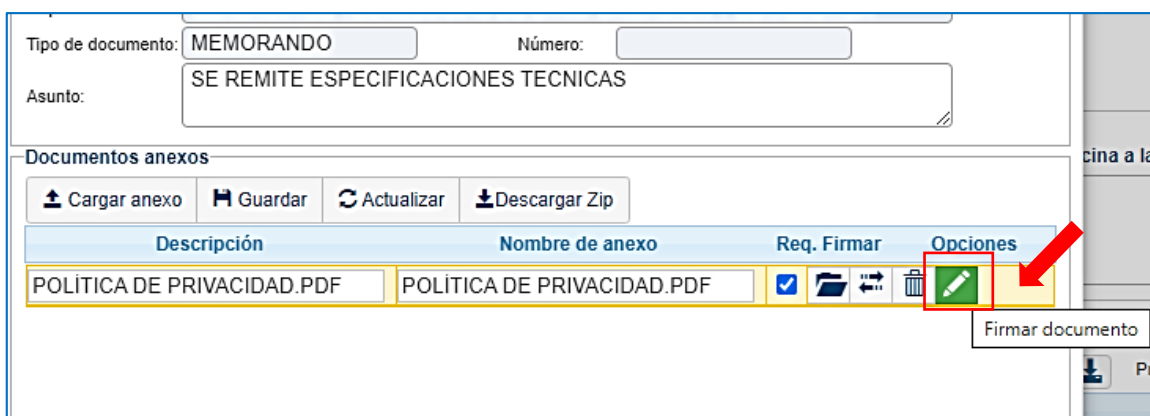 Tipo de documento: MEMORANDO Número:
Asunto: SE REMITE ESPECIFICACIONES TECNICAS
Documentos anexos
Cargar anexo Guardar Actualizar Descargar Zip
Descripción Nombre de anexo Req. Firmar Opciones
POLÍTICA DE PRIVACIDAD.PDF POLÍTICA DE PRIVACIDAD.PDF
Firmar documento